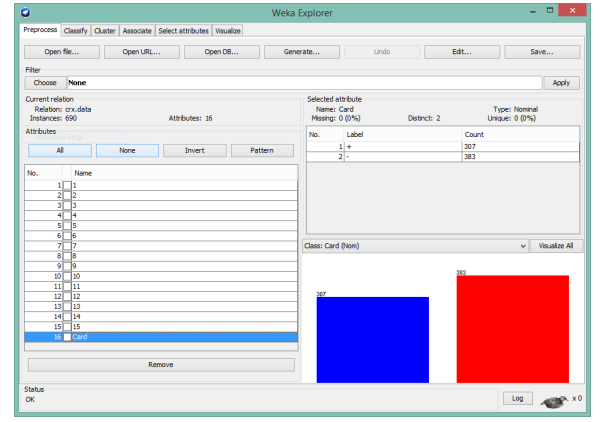 Weka Explorer
Preprocess Classify Cluster Associate Select attributes Visualize
Open file... Open URL... Open DB... Generate... Undo Edit... Save...
Filter
Choose None Apply
Current relation
Relation: crx.data
Instances: 690 Attributes: 16
Selected attribute
Name: Card Type: Nominal
Missing: 0 (0%) Distinct: 2 Unique: 0 (0%)
Attributes
All None Invert Pattern
No. Name
1 1
2 2
3 3
4 4
5 5
6 6
7 7
8 8
9 9
10 10
11 11
12 12
13 13
14 14
15 15
16 Card
Remove
No. Label Count
1 + 307
2 - 383
Class: Card (Nom) Visualize All
307
383
Status
OK
Log x 0